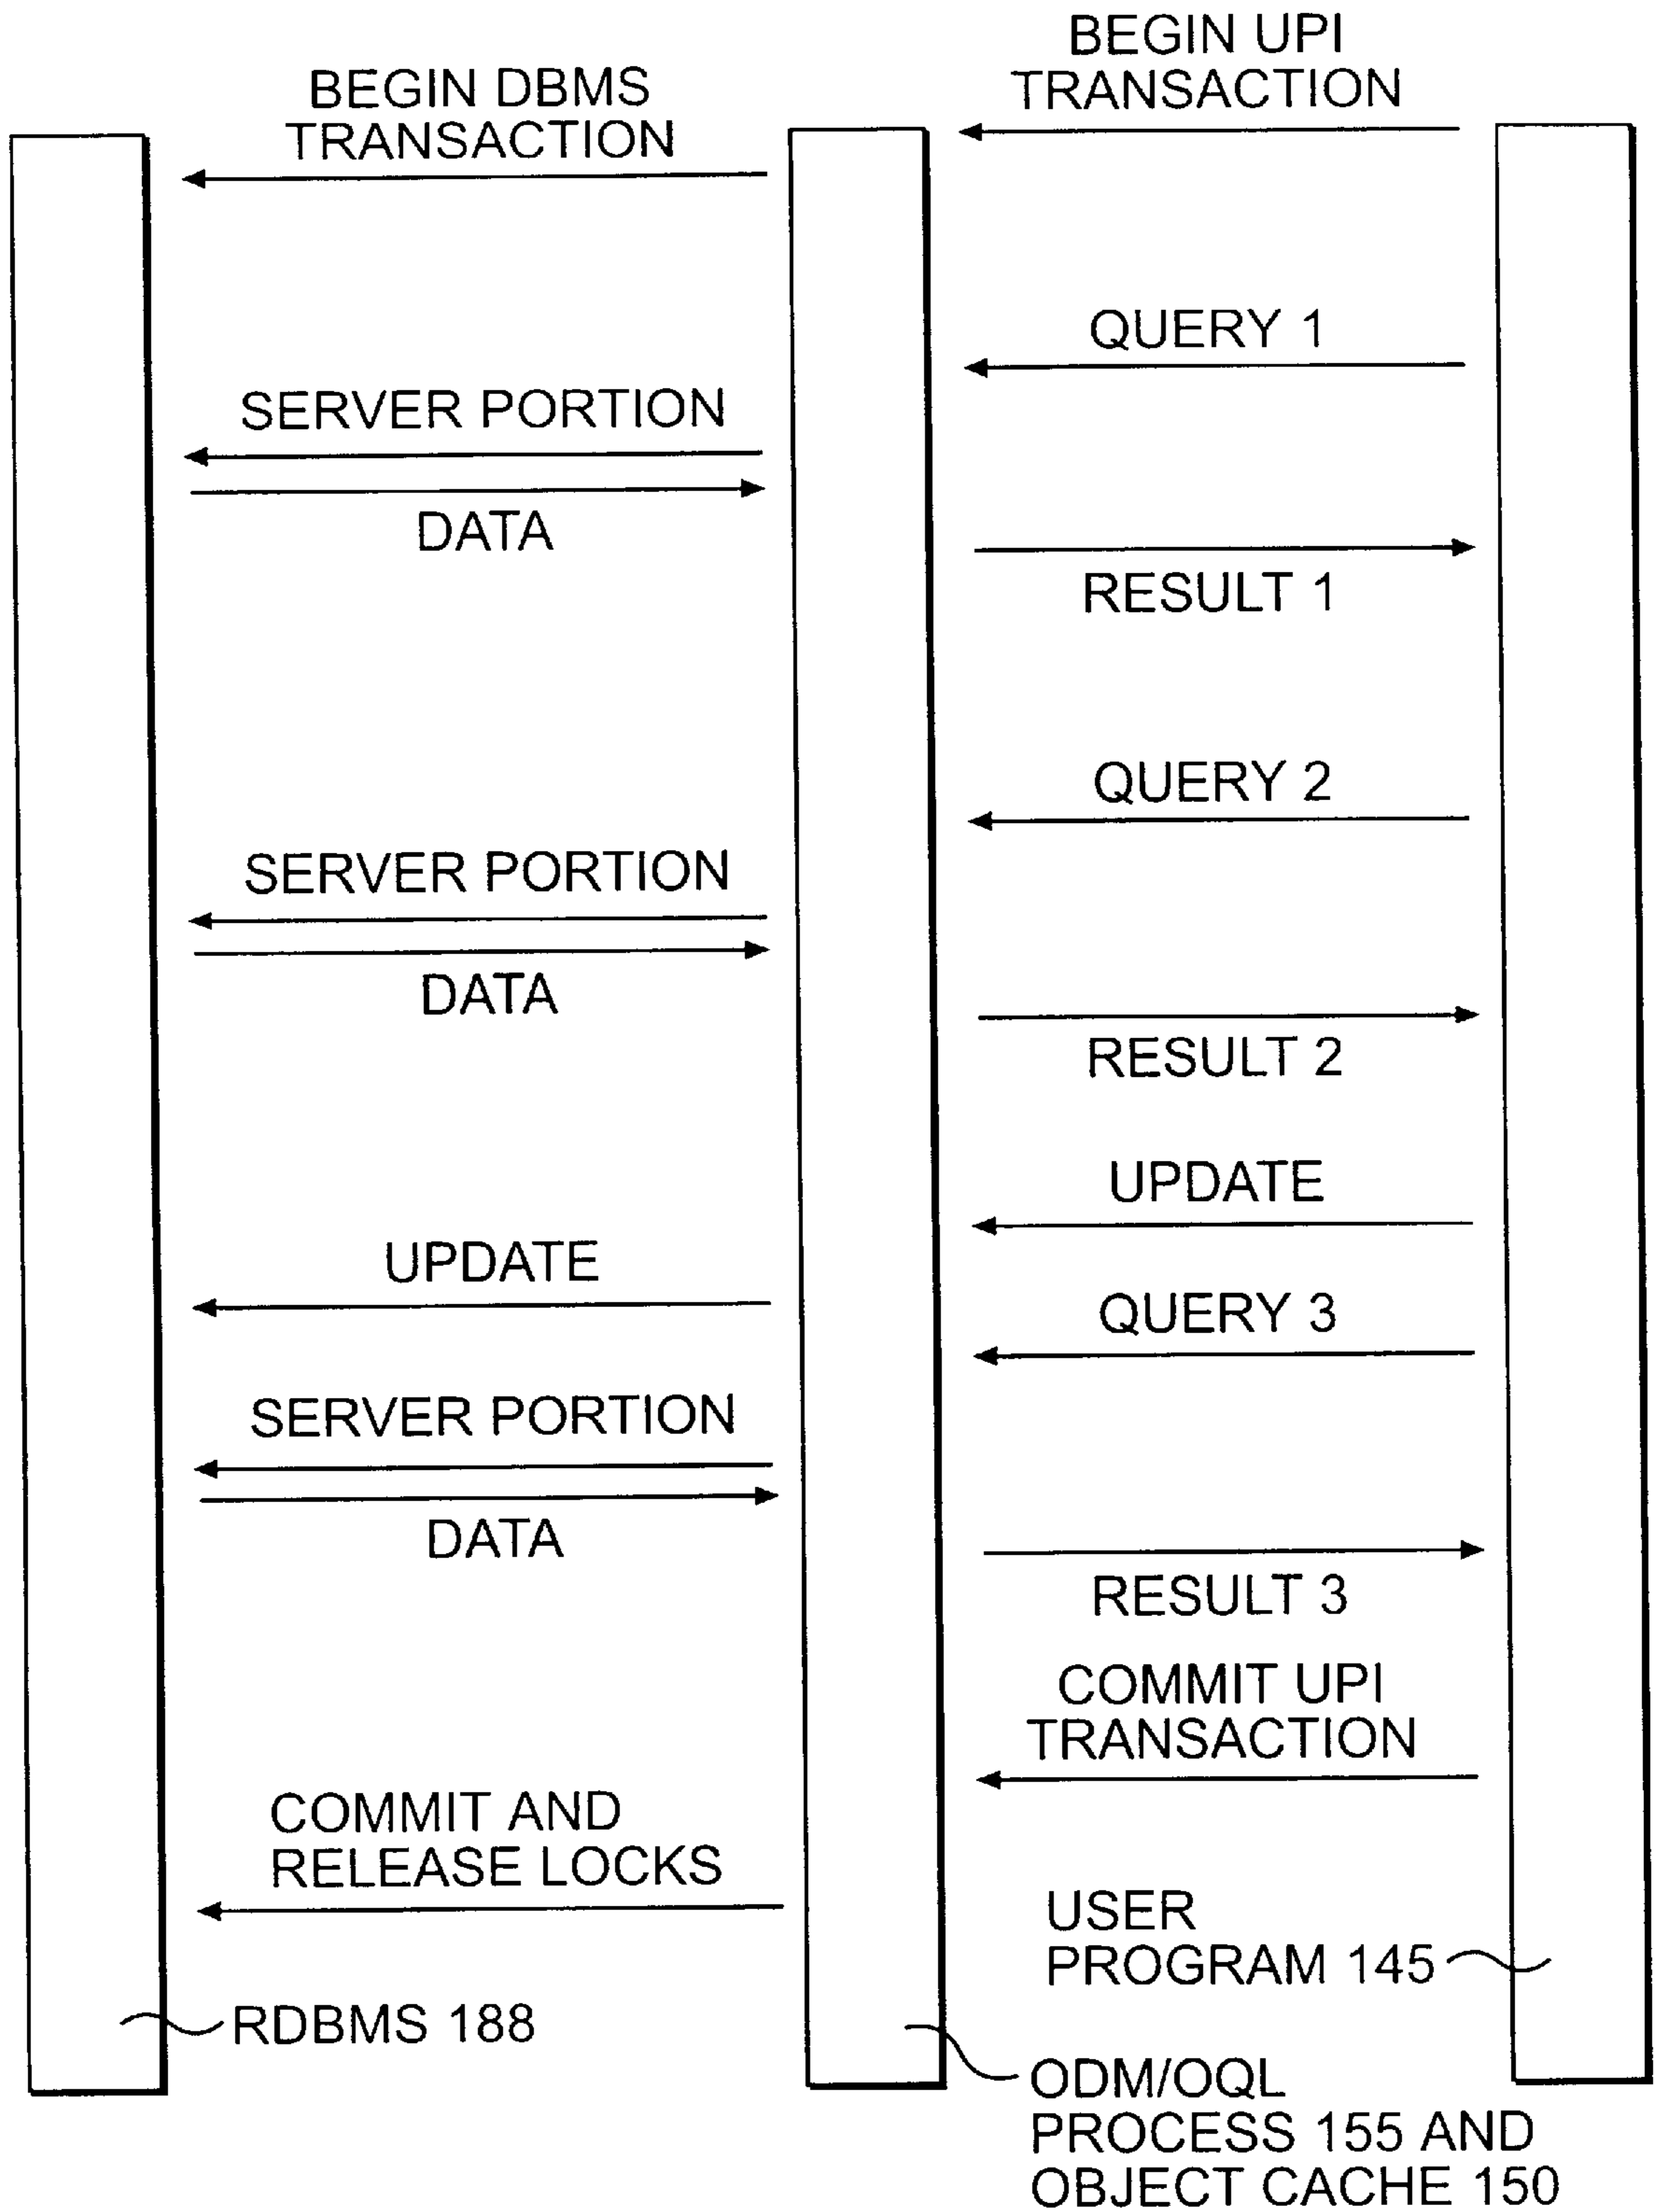 BEGIN UPI
TRANSACTION
BEGIN DBMS
TRANSACTION
QUERY 1
SERVER PORTION
DATA
RESULT 1
QUERY 2
SERVER PORTION
DATA
RESULT 2
UPDATE
UPDATE
QUERY 3
SERVER PORTION
DATA
RESULT 3
COMMIT UPI
TRANSACTION
COMMIT AND
RELEASE LOCKS
USER
PROGRAM 145
RDBMS 188
ODM/OQL
PROCESS 155 AND
OBJECT CACHE 150